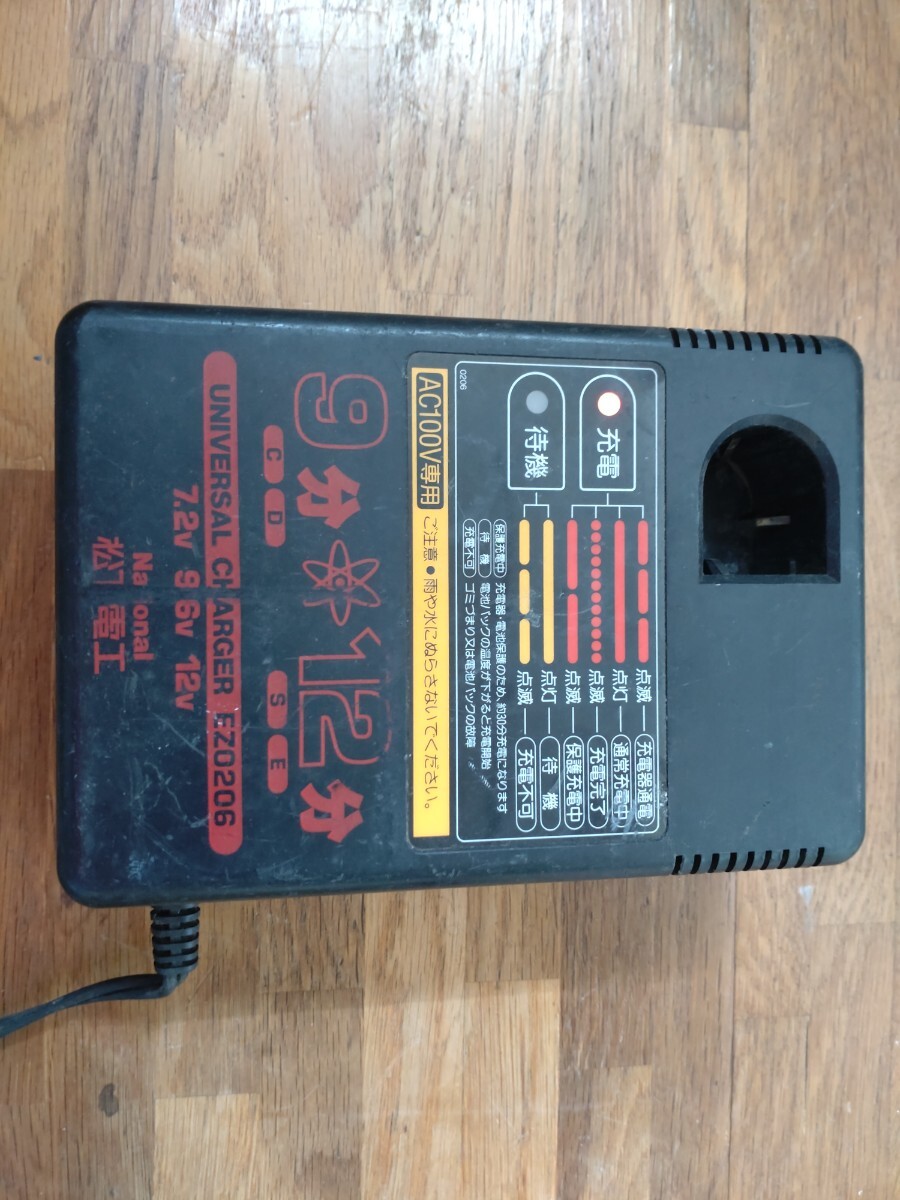 充電
待機
点滅 充電器通電
点灯 通常充電中
点滅 充電完了
点滅 保護充電中
点灯 待機
点滅 充電不可
保護充電中 充電器・電池保護のため、約30分充電になります
待機 電池パックの温度が下がると充電開始
充電不可 ゴミづまり又は電池パックの故障
0206
AC100V専用 ご注意・雨や水にぬらさないでください。
9分 12分
C D S E
UNIVERSAL CHARGER EZ0206
7.2V 9.6V 12V
Na onal
松 電工